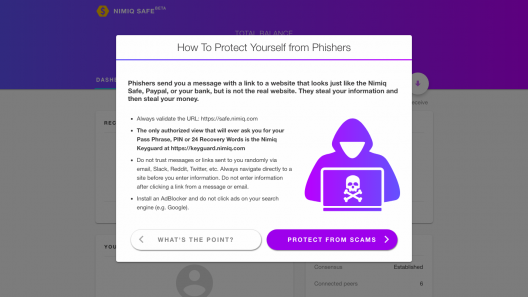 NIMIQ SAFE BETA
TOTAL BALANCE
How To Protect Yourself from Phishers
DASH
Phishers send you a message with a link to a website that looks just like the Nimiq
Safe, Paypal, or your bank, but is not the real website. They steal your information and
then steal your money.
• Always validate the URL: https://safe.nimiq.com
• The only authorized view that will ever ask you for your
Pass Phrase, PIN or 24 Recovery Words is the Nimiq
Keyguard at https://keyguard.nimiq.com
• Do not trust messages or links sent to you randomly via
email, Slack, Reddit, Twitter, etc. Always navigate directly to a
site before you enter information. Do not enter information
after clicking a link from a message or email.
• Install an AdBlocker and do not click ads on your search
engine (e.g. Google).
REC
WHAT'S THE POINT?
PROTECT FROM SCAMS
YOU
Consensus Established
Connected peers 6